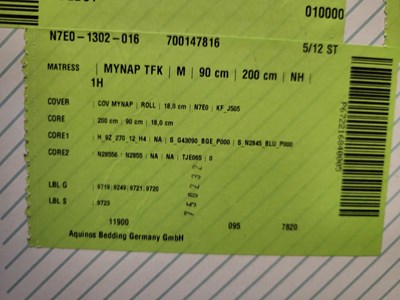 010000
N7E0-1302-016 700147816 5/12 ST
MATRESS | MYNAP TFK | M | 90 cm | 200 cm | NH |
1H
COVER | COV MYNAP | ROLL | 18,0 cm | N7E0 | KF_J505
CORE | 200 cm | 90 cm | 18,0 cm
CORE1 | H_9Z_270_12_H4 | NA | S_G43090_BGE_P000 | S_N2845_BLU_P000
CORE2 | N28556 | N2855 | NA | TJE065 | 0
LBL G | 9719 | 9249 | 9721 | 9720
LBL S | 9723
750232
11900 095 7820
Aquinos Bedding Germany GmbH